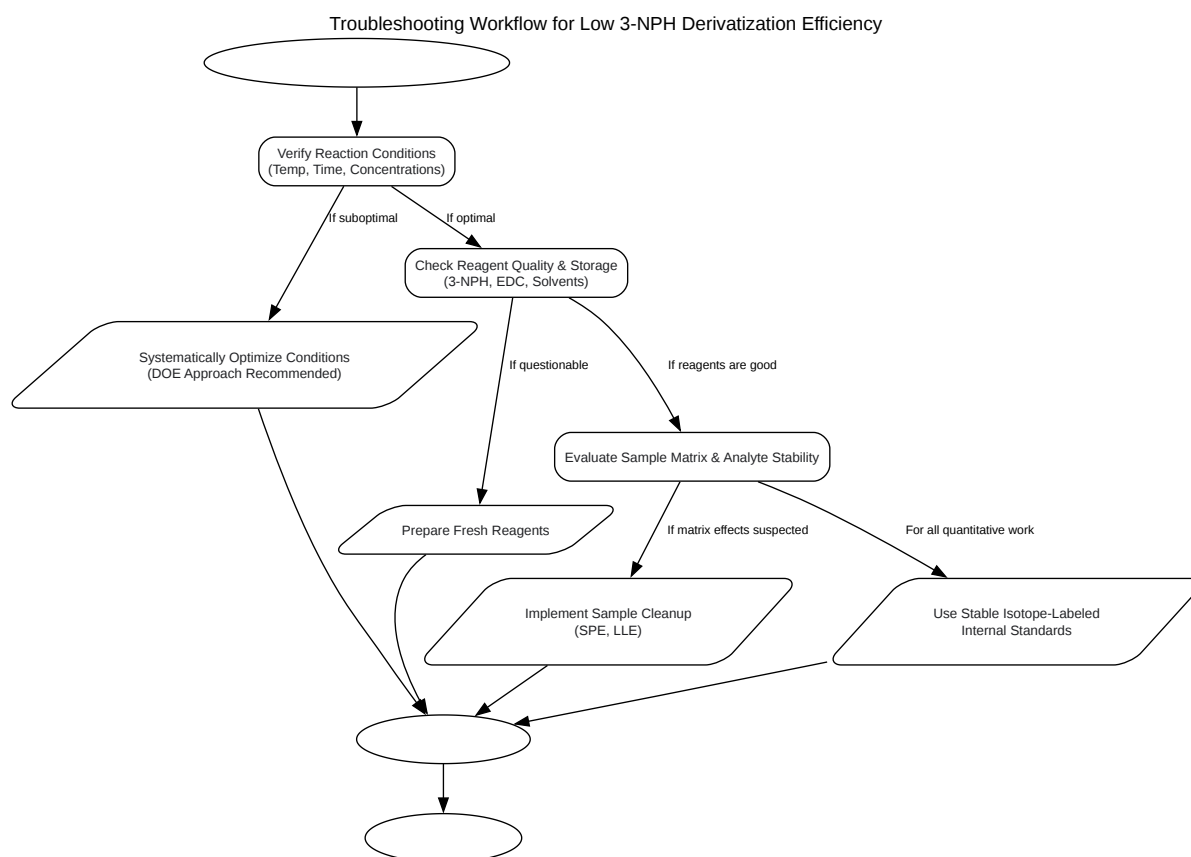 Troubleshooting Workflow for Low 3-NPH Derivatization Efficiency
Verify Reaction Conditions
(Temp, Time, Concentrations)
If suboptimal
If optimal
Check Reagent Quality & Storage
(3-NPH, EDC, Solvents)
Systematically Optimize Conditions
(DOE Approach Recommended)
If questionable
If reagents are good
Evaluate Sample Matrix & Analyte Stability
Prepare Fresh Reagents
If matrix effects suspected
For all quantitative work
Implement Sample Cleanup
(SPE, LLE)
Use Stable Isotope-Labeled
Internal Standards